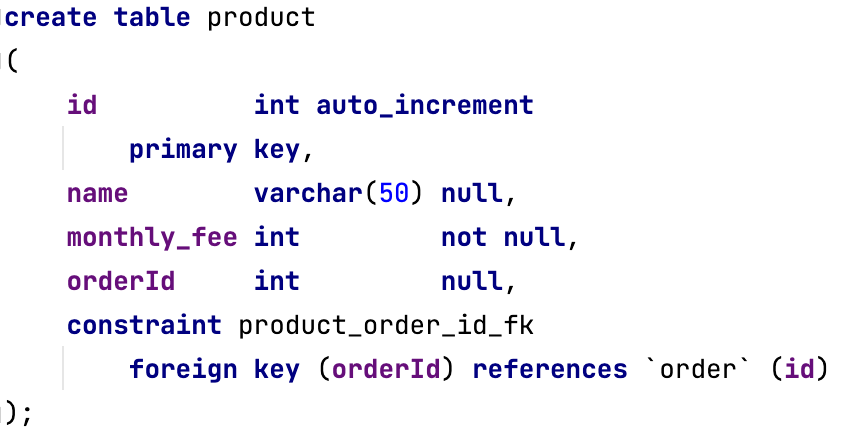 create table product
(
    id          int auto_increment
        primary key,
    name        varchar(50) null,
    monthly_fee int         not null,
    orderId     int         null,
    constraint product_order_id_fk
        foreign key (orderId) references `order` (id)
);